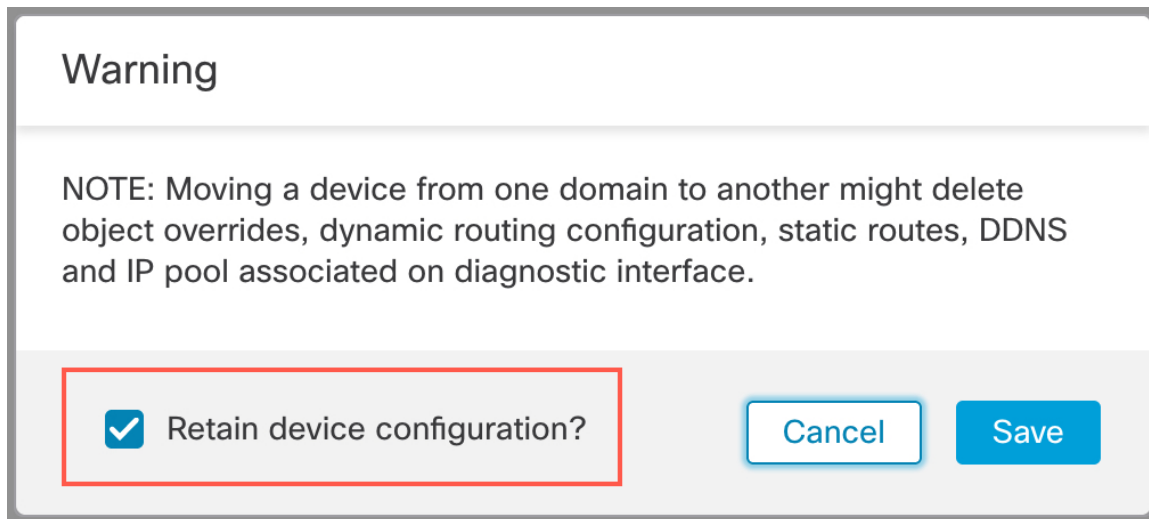 Warning
NOTE: Moving a device from one domain to another might delete
object overrides, dynamic routing configuration, static routes, DDNS
and IP pool associated on diagnostic interface.
Retain device configuration?
Cancel
Save